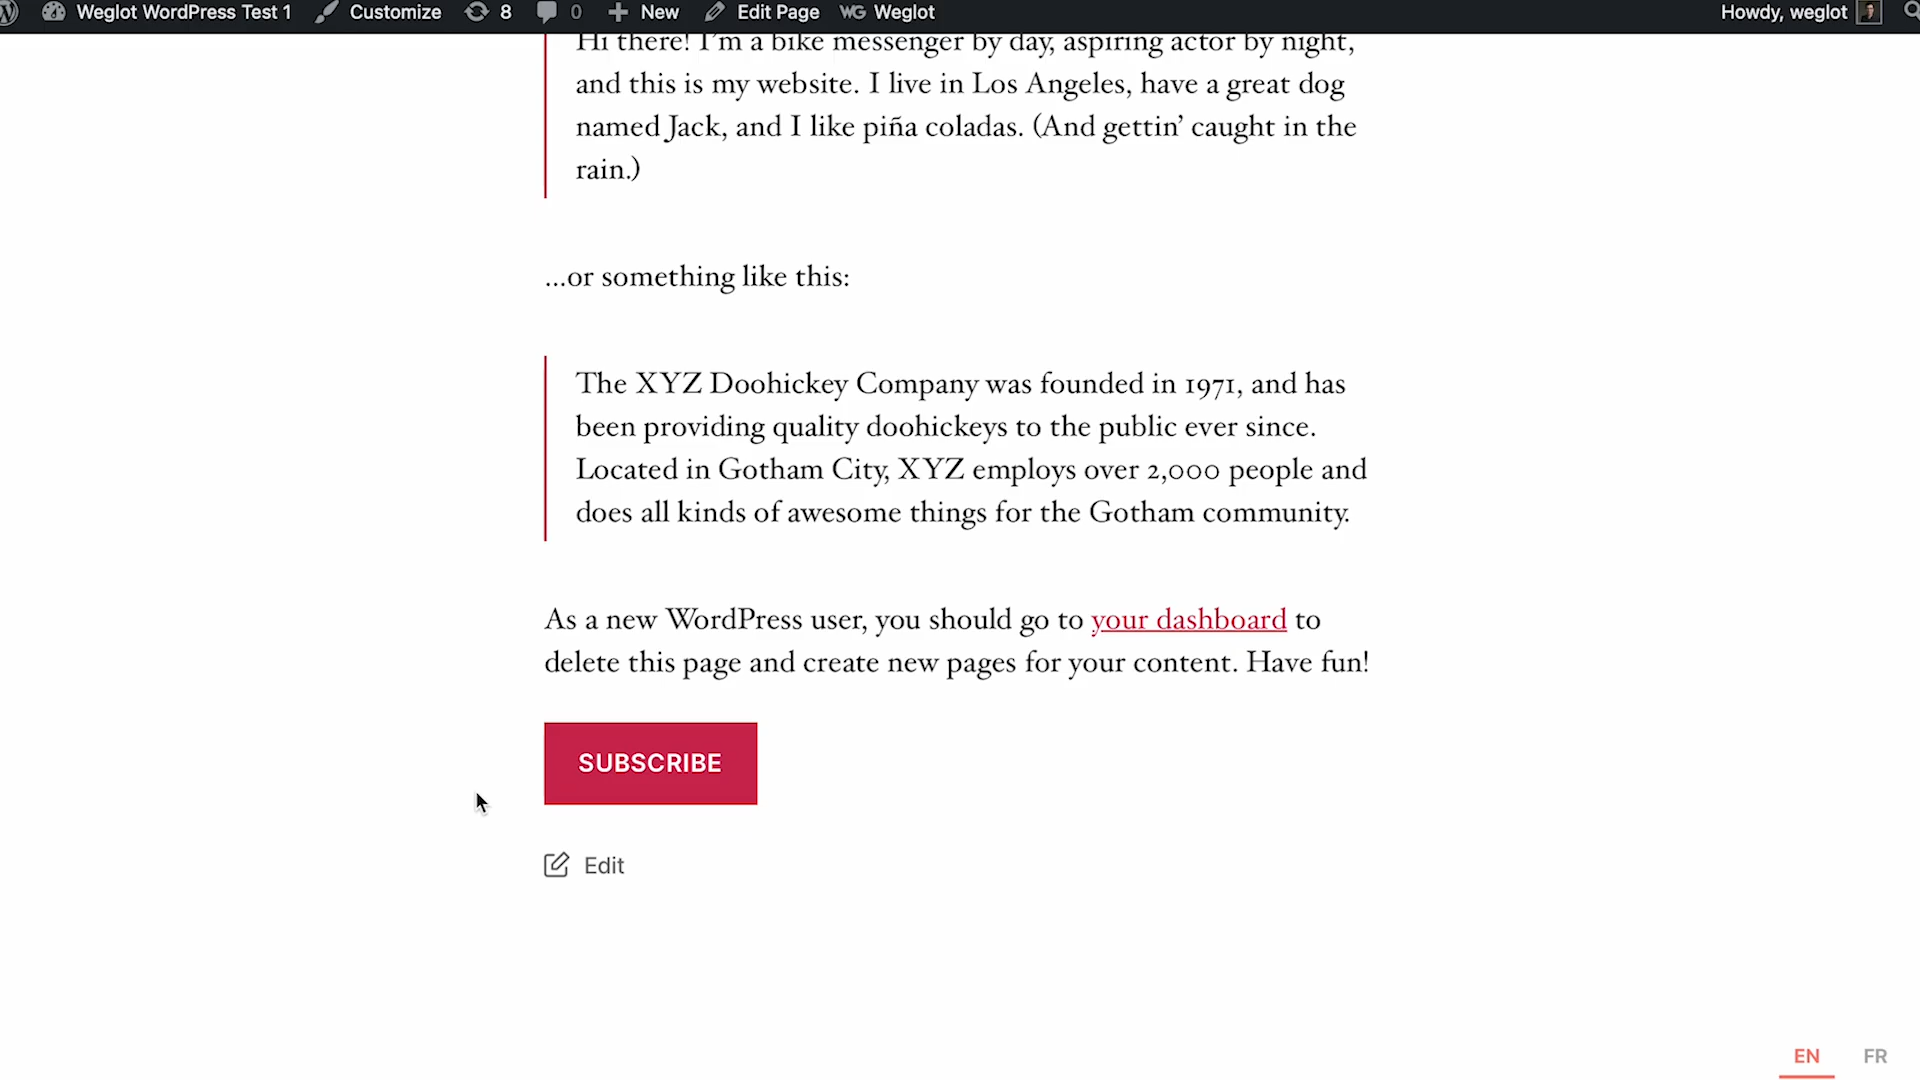 Weglot WordPress Test 1 Customize 8 0 New Edit Page WG Weglot Howdy, weglot
Hi there! I’m a bike messenger by day, aspiring actor by night,
and this is my website. I live in Los Angeles, have a great dog
named Jack, and I like piña coladas. (And gettin’ caught in the
rain.)
...or something like this:
The XYZ Doohickey Company was founded in 1971, and has
been providing quality doohickeys to the public ever since.
Located in Gotham City, XYZ employs over 2,000 people and
does all kinds of awesome things for the Gotham community.
As a new WordPress user, you should go to your dashboard to
delete this page and create new pages for your content. Have fun!
SUBSCRIBE
Edit
EN FR